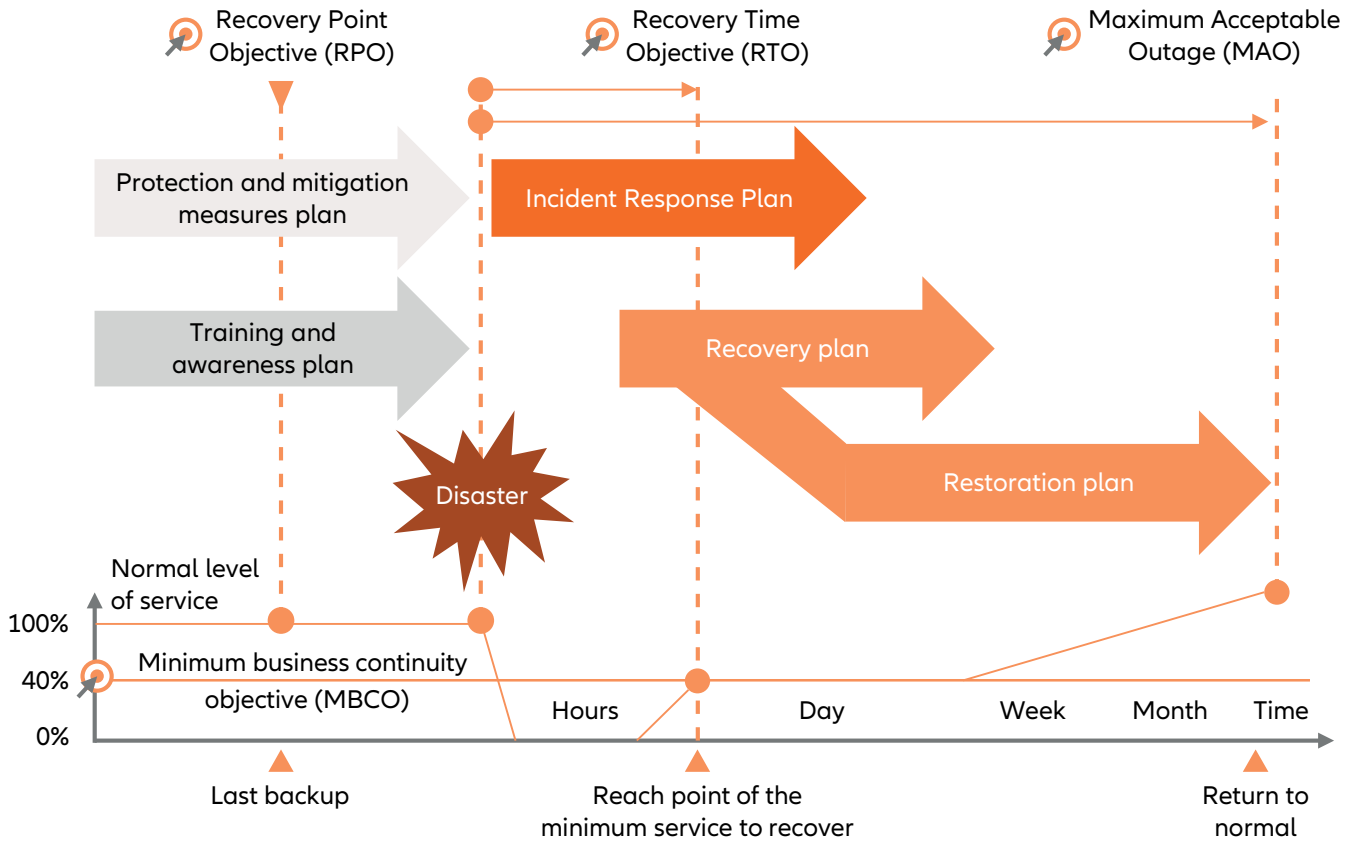 Recovery Point
Objective (RPO)
Recovery Time
Objective (RTO)
Maximum Acceptable
Outage (MAO)
Protection and mitigation
measures plan
Incident Response Plan
Training and
awareness plan
Recovery plan
Disaster
Restoration plan
Normal level
of service
100%
Minimum business continuity
40%
objective (MBCO)
Hours
Day
Week
Month
Time
0%
Last backup
Reach point of the
minimum service to recover
Return to
normal